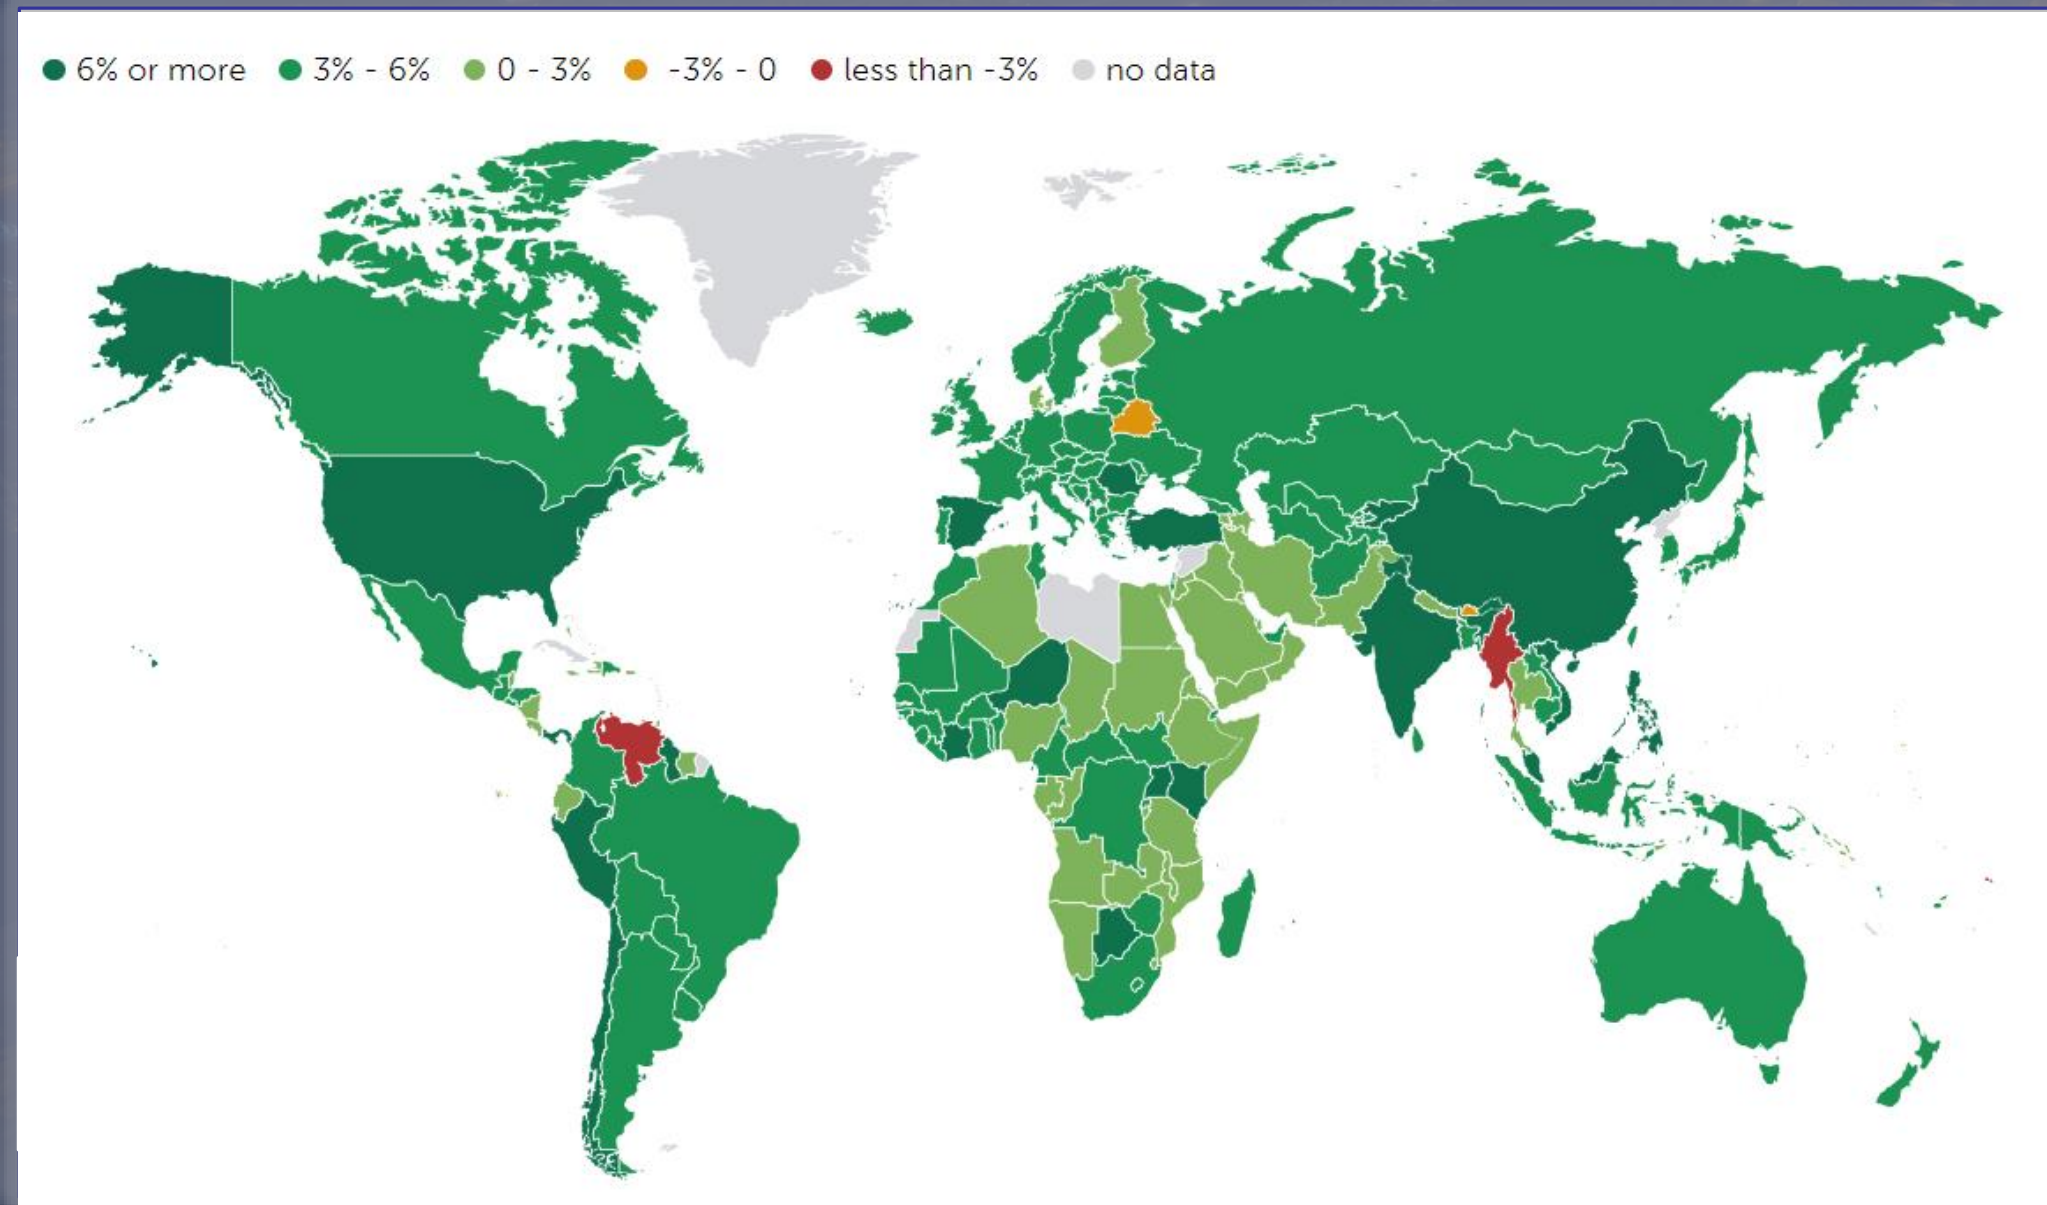 6% or more 3% - 6% 0 - 3% -3% - 0 less than -3% no data